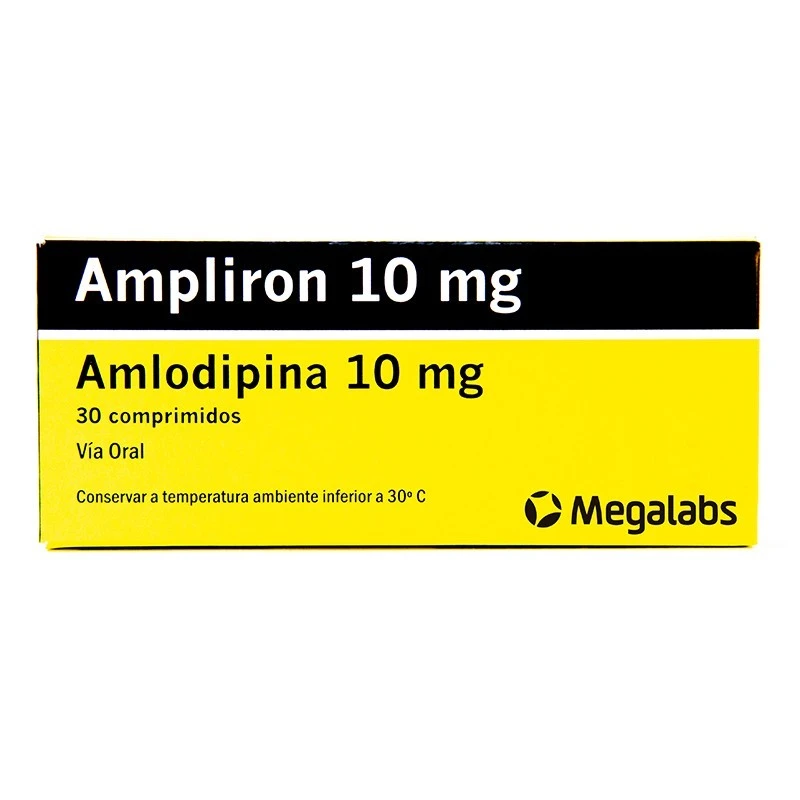 Ampliron 10 mg
Amlodipina 10 mg
30 comprimidos
Vía Oral
Conservar a temperatura ambiente inferior a 30º C
Megalabs